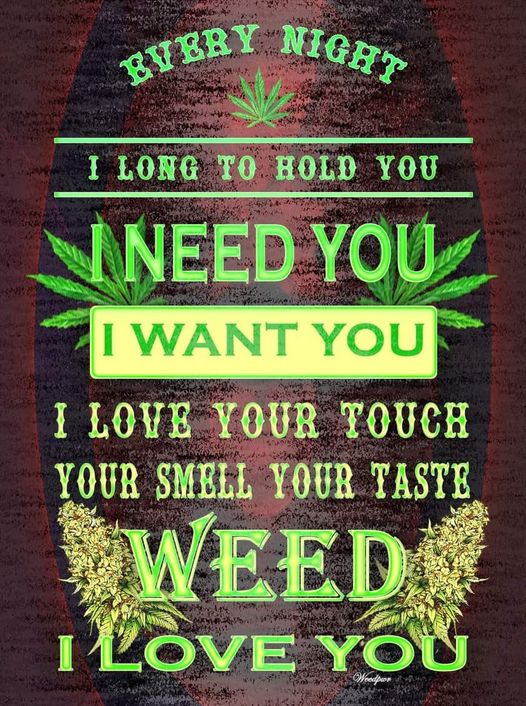 EVERY NIGHT
I LONG TO HOLD YOU
I NEED YOU
I WANT YOU
I LOVE YOUR TOUCH
YOUR SMELL YOUR TASTE
WEED
I LOVE YOU
Weedpwr